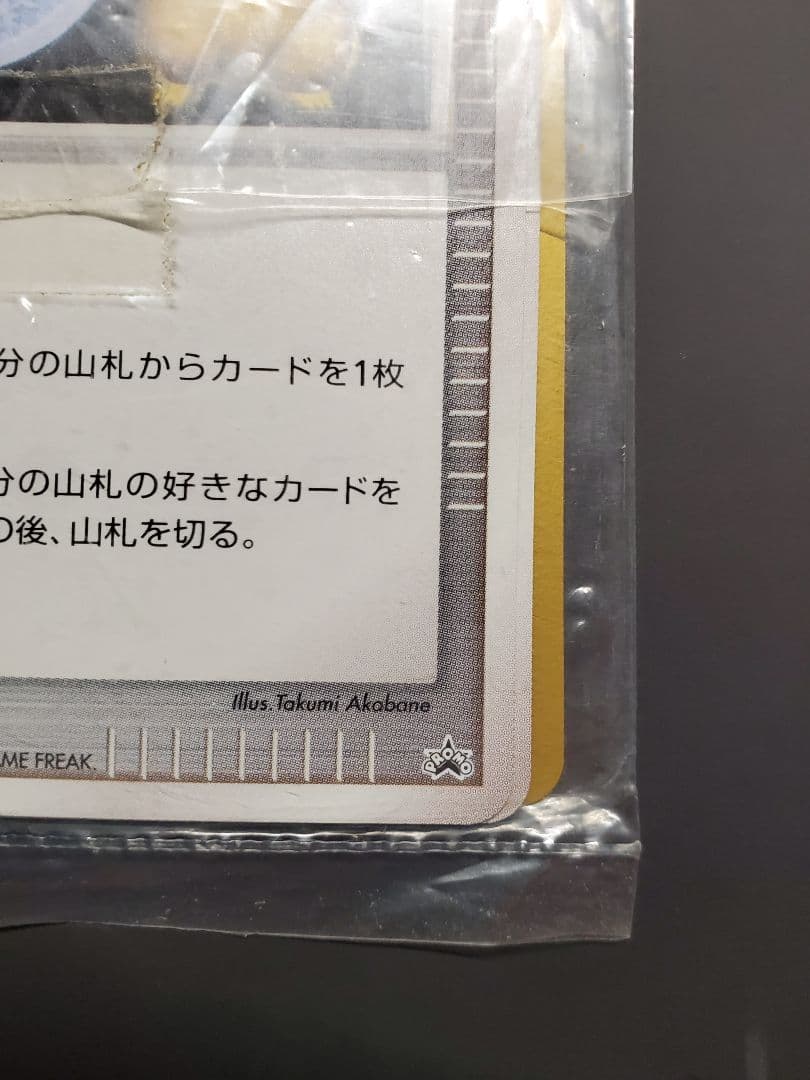 分の山札からカードを1枚
分の山札の好きなカードを
の後、山札を切る。
Illus.Takumi Akabane
ME FREAK.
PROMO